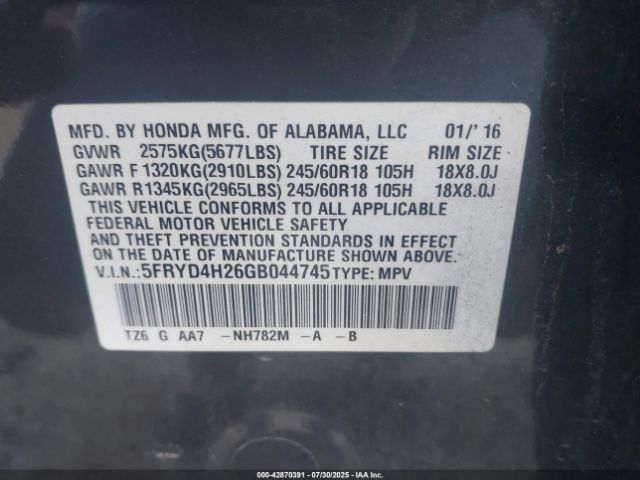 MFD. BY HONDA MFG. OF ALABAMA, LLC 01/' 16
GVWR 2575KG(5677LBS) TIRE SIZE RIM SIZE
GAWR F 1320KG(2910LBS) 245/60R18 105H 18X8.0J
GAWR R1345KG(2965LBS) 245/60R18 105H 18X8.0J
THIS VEHICLE CONFORMS TO ALL APPLICABLE
FEDERAL MOTOR VEHICLE SAFETY
AND THEFT PREVENTION STANDARDS IN EFFECT
ON THE DATE OF MANUFACTURE SHOWN ABOVE.
V.I.N.: 5FRYD4H26GB044745 TYPE: MPV
TZ6 G AA7 -NH782M -A -B
000-42870391 - 07/30/2025 - IAA Inc.